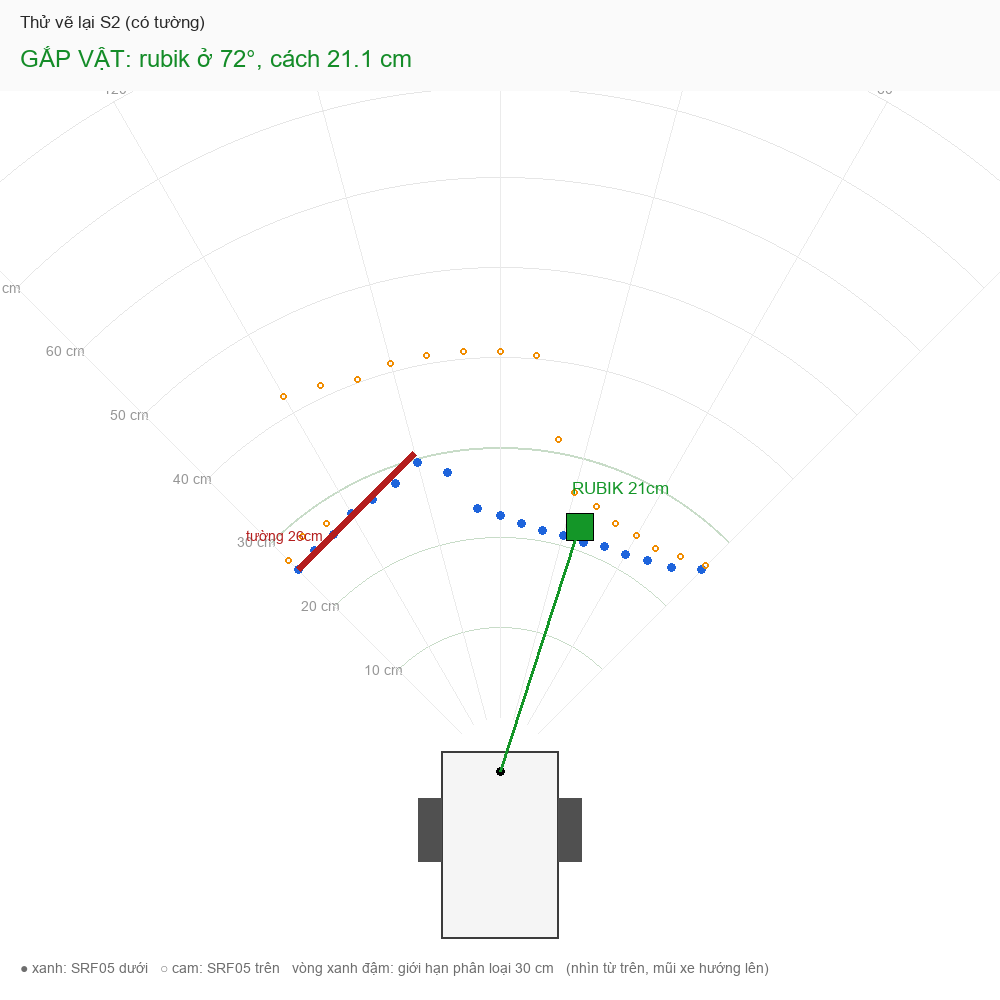 Thử vẽ lại S2 (có tường)
GẮP VẬT: rubik ở 72°, cách 21.1 cm
cm
60 cm
50 cm
40 cm
RUBIK 21cm
tường 26cm
30 cm
20 cm
10 cm
● xanh: SRF05 dưới ○ cam: SRF05 trên vòng xanh đậm: giới hạn phân loại 30 cm (nhìn từ trên, mũi xe hướng lên)